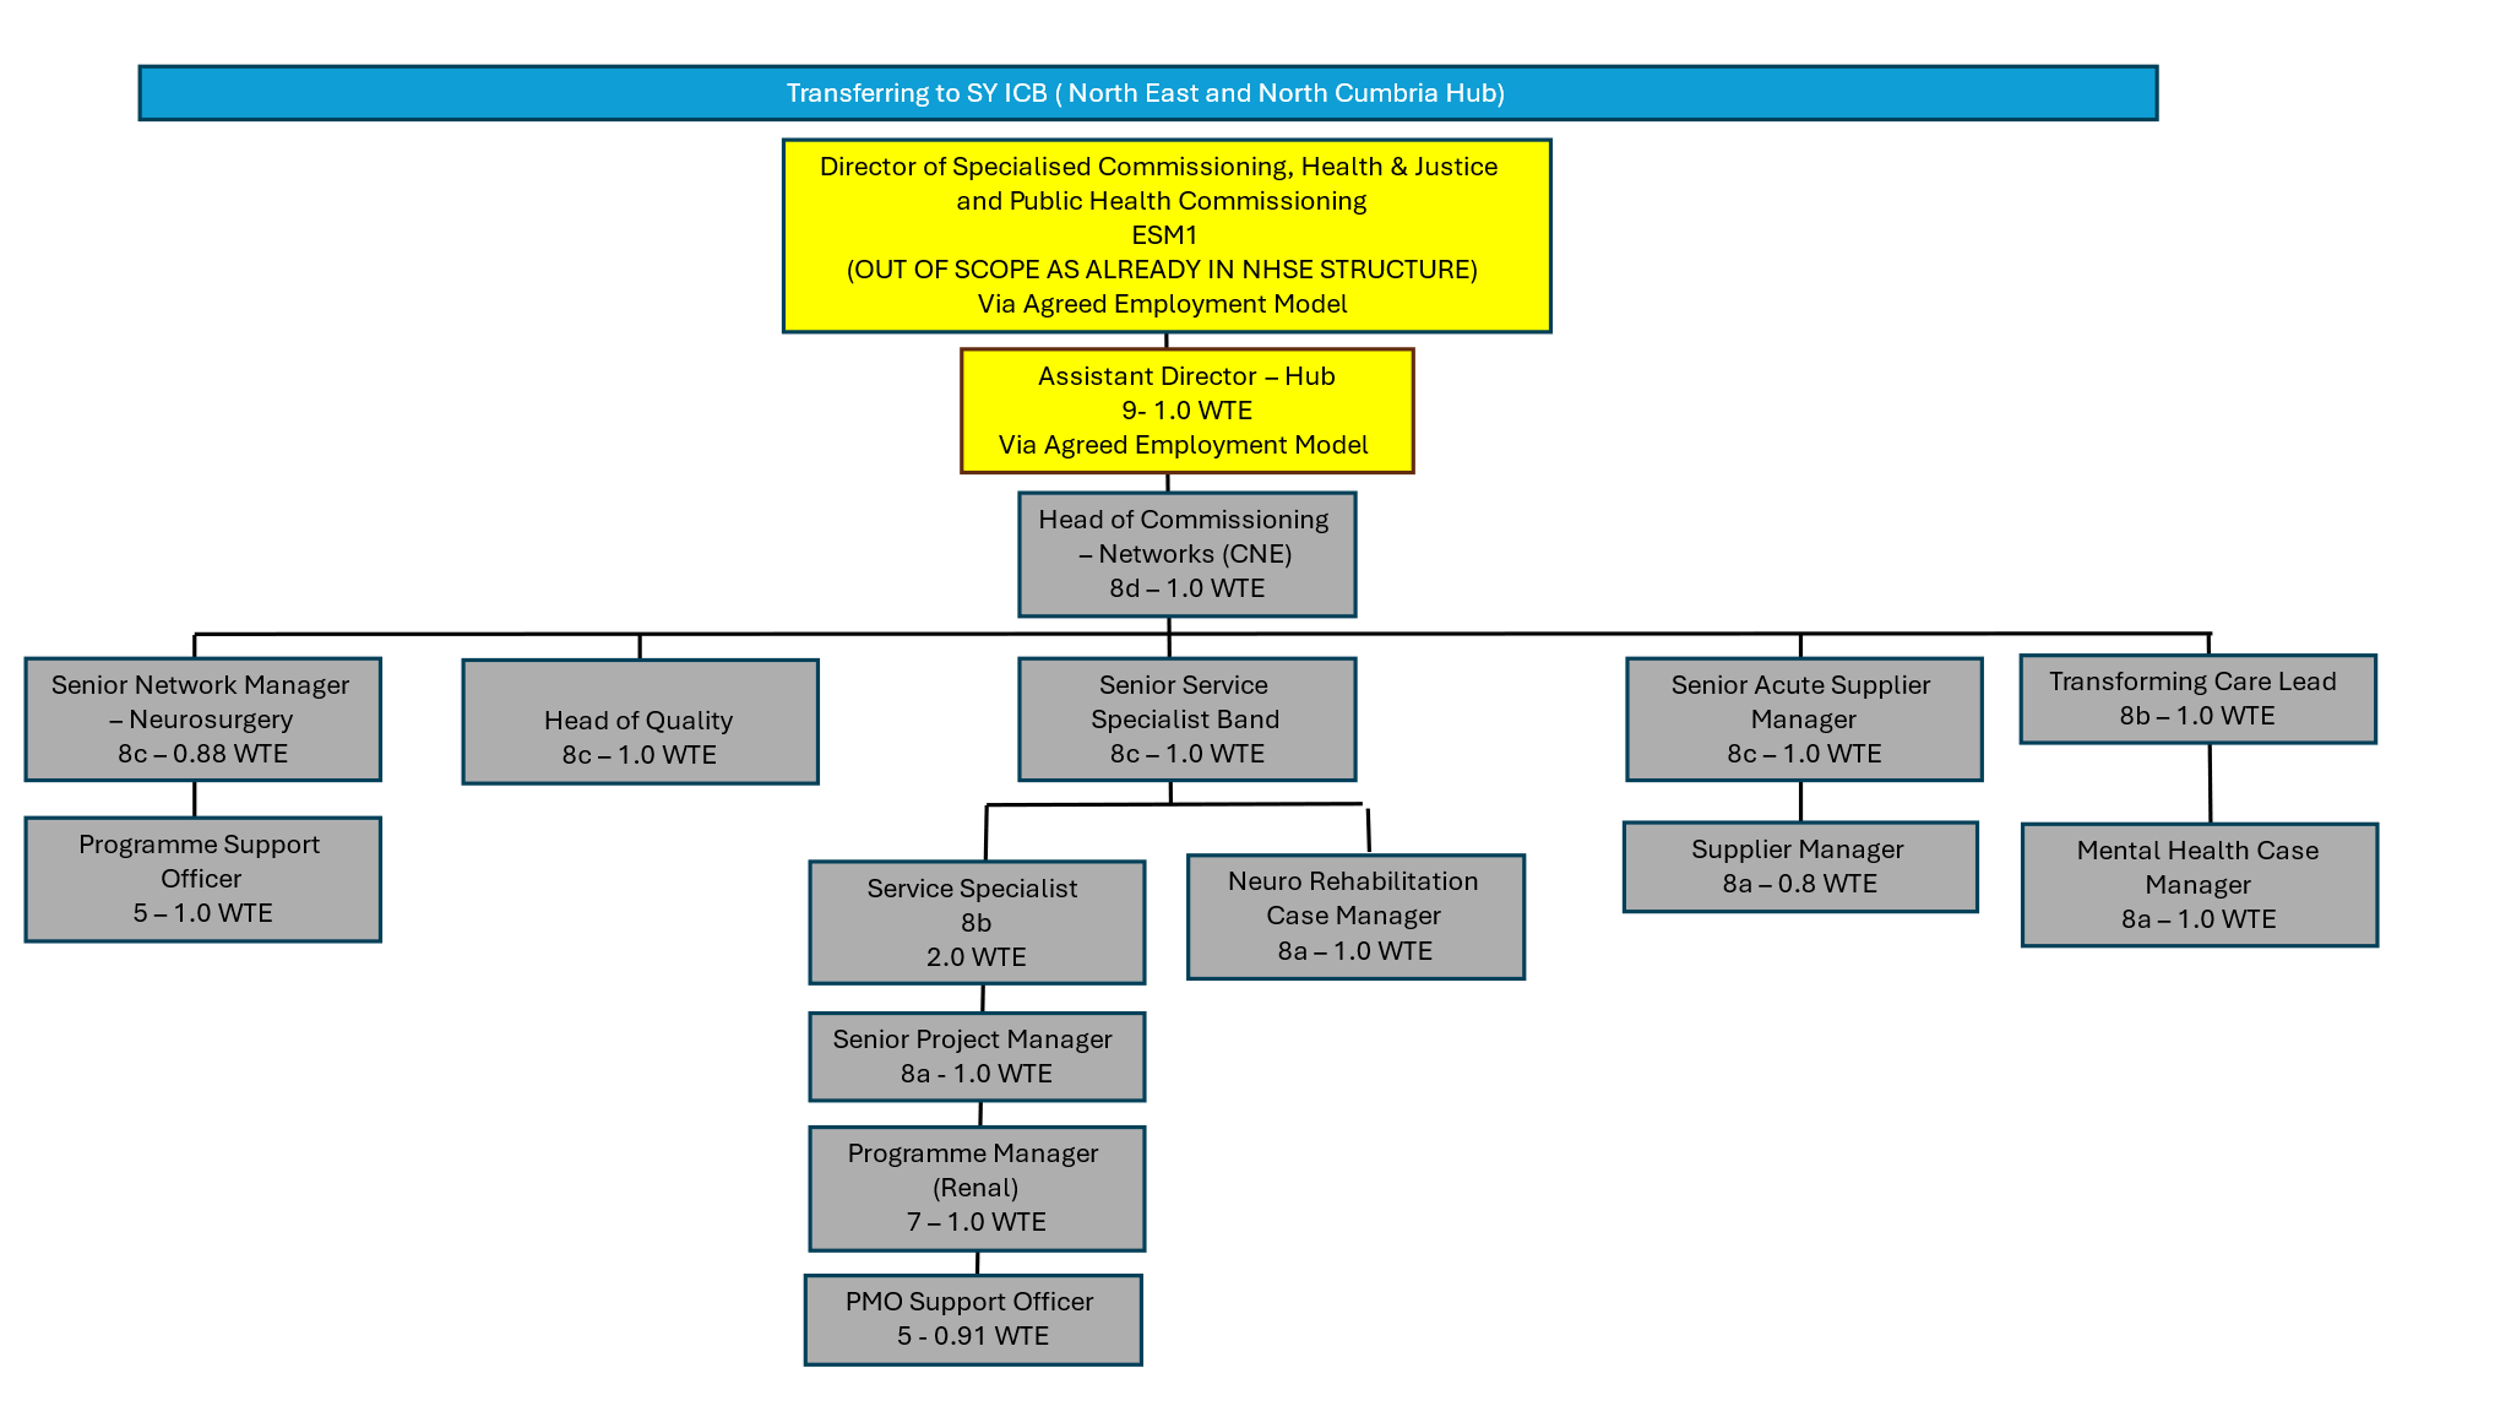 Transferring to SY ICB ( North East and North Cumbria Hub)
Director of Specialised Commissioning, Health & Justice
and Public Health Commissioning
ESM1
(OUT OF SCOPE AS ALREADY IN NHSE STRUCTURE)
Via Agreed Employment Model
Assistant Director – Hub
9- 1.0 WTE
Via Agreed Employment Model
Head of Commissioning
– Networks (CNE)
8d – 1.0 WTE
Senior Network Manager
– Neurosurgery
8c – 0.88 WTE
Head of Quality
8c – 1.0 WTE
Senior Service
Specialist Band
8c – 1.0 WTE
Senior Acute Supplier
Manager
8c – 1.0 WTE
Transforming Care Lead
8b – 1.0 WTE
Programme Support
Officer
5 – 1.0 WTE
Service Specialist
8b
2.0 WTE
Neuro Rehabilitation
Case Manager
8a – 1.0 WTE
Supplier Manager
8a – 0.8 WTE
Mental Health Case
Manager
8a – 1.0 WTE
Senior Project Manager
8a - 1.0 WTE
Programme Manager
(Renal)
7 – 1.0 WTE
PMO Support Officer
5 - 0.91 WTE